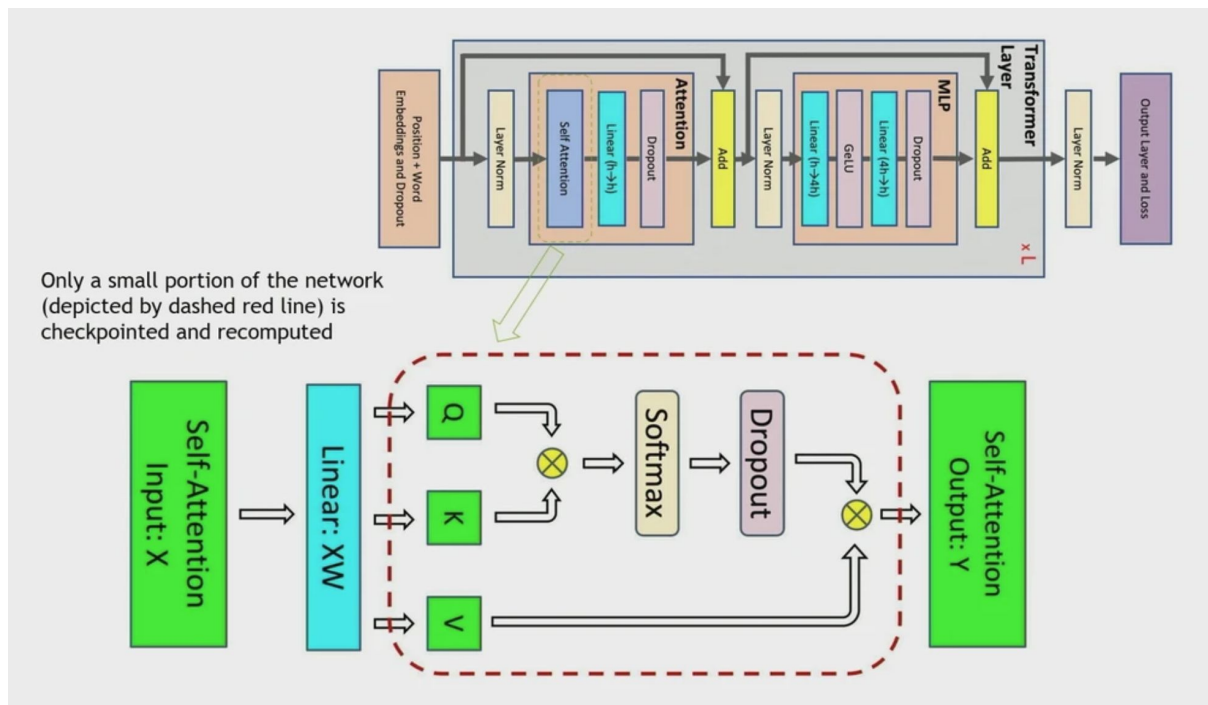 Position + Word
Embeddings and Dropout
Layer Norm
Self Attention
Linear (h→h)
Dropout
Attention
Add
Layer Norm
Linear (h→4h)
GeLU
Linear (4h→h)
Dropout
MLP
Add
Transformer
Layer
x L
Layer Norm
Output Layer and Loss
Only a small portion of the network
(depicted by dashed red line) is
checkpointed and recomputed
Self-Attention
Input: X
Linear: XW
Q
K
V
Softmax
Dropout
Self-Attention
Output: Y